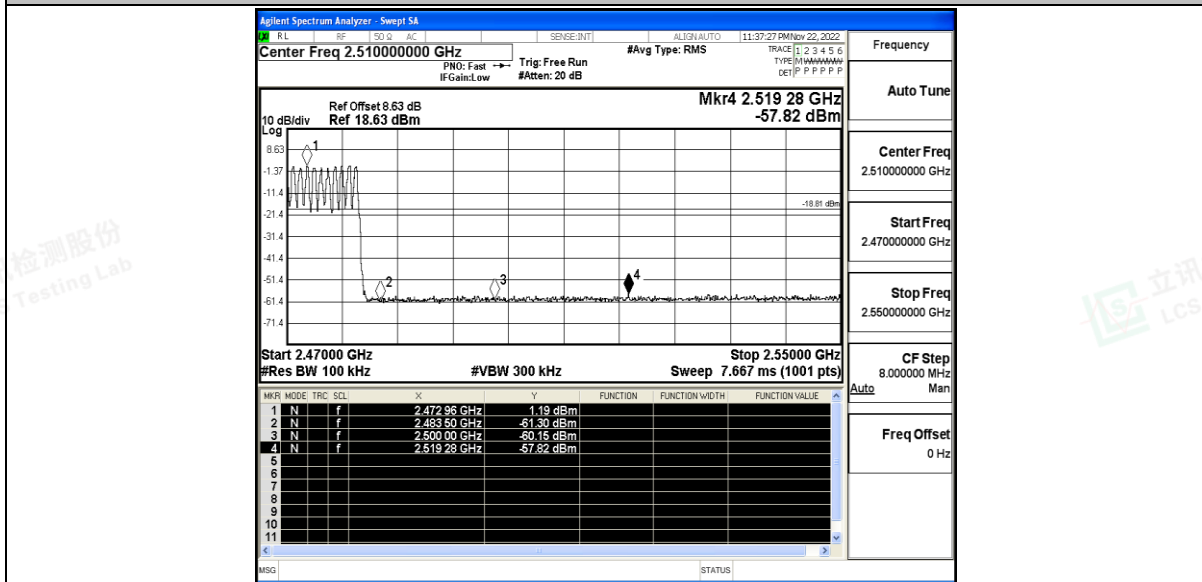 Agilent Spectrum Analyzer - Swept SA
RL RF 50 Ω AC SENSE:INT ALIGNAUTO 11:37:27 PM Nov 22, 2022
Center Freq 2.510000000 GHz
#Avg Type: RMS
TRACE 1 2 3 4 5 6
TYPE M WWWWW
DET P P P P P P
PNO: Fast
IFGain:Low
Trig: Free Run
#Atten: 20 dB
Frequency
Auto Tune
Center Freq
2.510000000 GHz
Start Freq
2.470000000 GHz
Stop Freq
2.550000000 GHz
CF Step
8.000000 MHz
Auto Man
Freq Offset
0 Hz
Mkr4 2.519 28 GHz
-57.82 dBm
Ref Offset 8.63 dB
10 dB/div Ref 18.63 dBm
Log
8.63
-1.37
-11.4
-21.4
-31.4
-41.4
-51.4
-61.4
-71.4
1
2
3
4
-18.81 dBm
Start 2.47000 GHz Stop 2.55000 GHz
#Res BW 100 kHz #VBW 300 kHz Sweep 7.667 ms (1001 pts)
MKR MODE TRC SCL X Y FUNCTION FUNCTION WIDTH FUNCTION VALUE
1 N f 2.472 96 GHz 1.19 dBm
2 N f 2.483 50 GHz -61.30 dBm
3 N f 2.500 00 GHz -60.15 dBm
4 N f 2.519 28 GHz -57.82 dBm
5
6
7
8
9
10
11
MSG STATUS
检测股份
Testing Lab
立讯
LCS